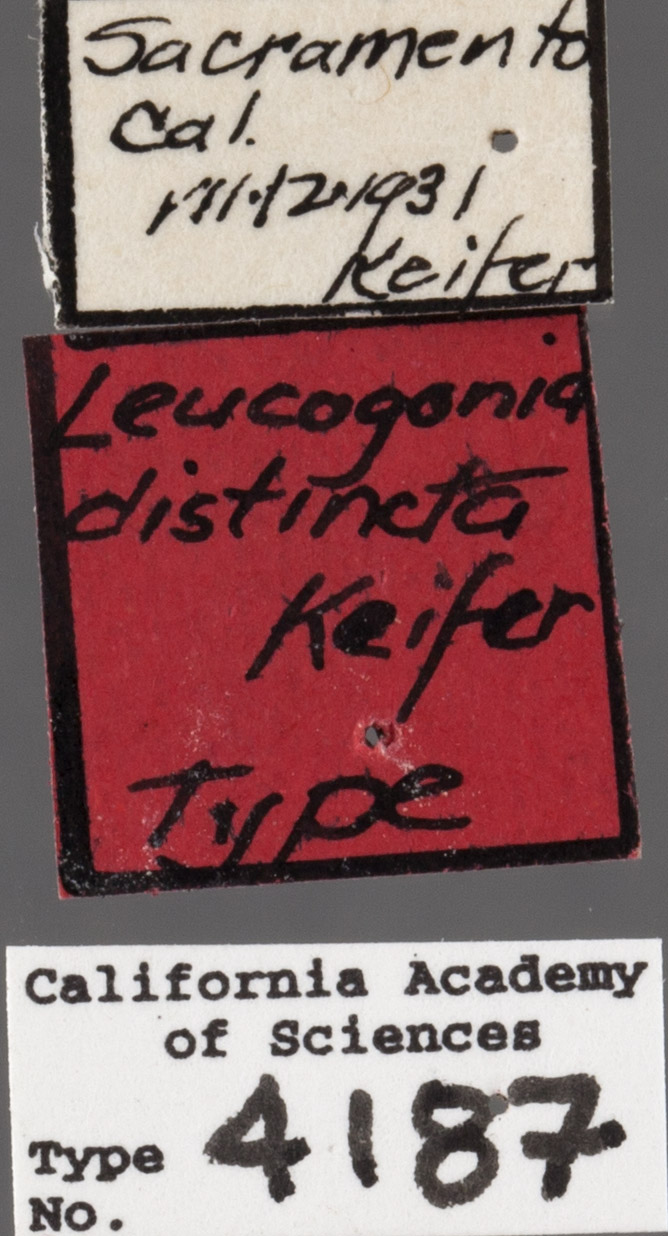 Sacramento
Cal.
VII·12·1931
Keifer
Leucogonia
distincta
Keifer
Type
California Academy
of Sciences
Type
No. 4187